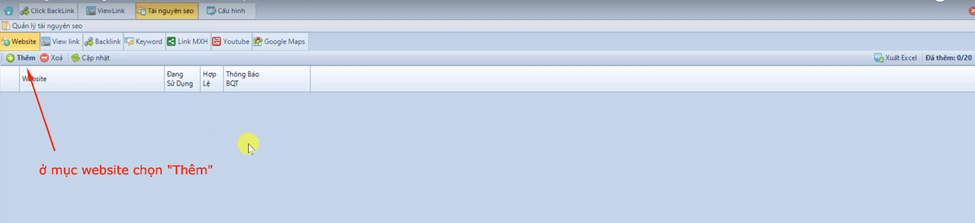 Click BackLink ViewLink Tài nguyên seo Cấu hình
Quản lý tài nguyên seo
Website View link Backlink Keyword Link MXH Youtube Google Maps
Thêm Xoá Cập nhật Xuất Excel Đã thêm: 0/20
Website Đang Sử Dụng Hợp Lệ Thông Báo BQT
ở mục website chọn "Thêm"